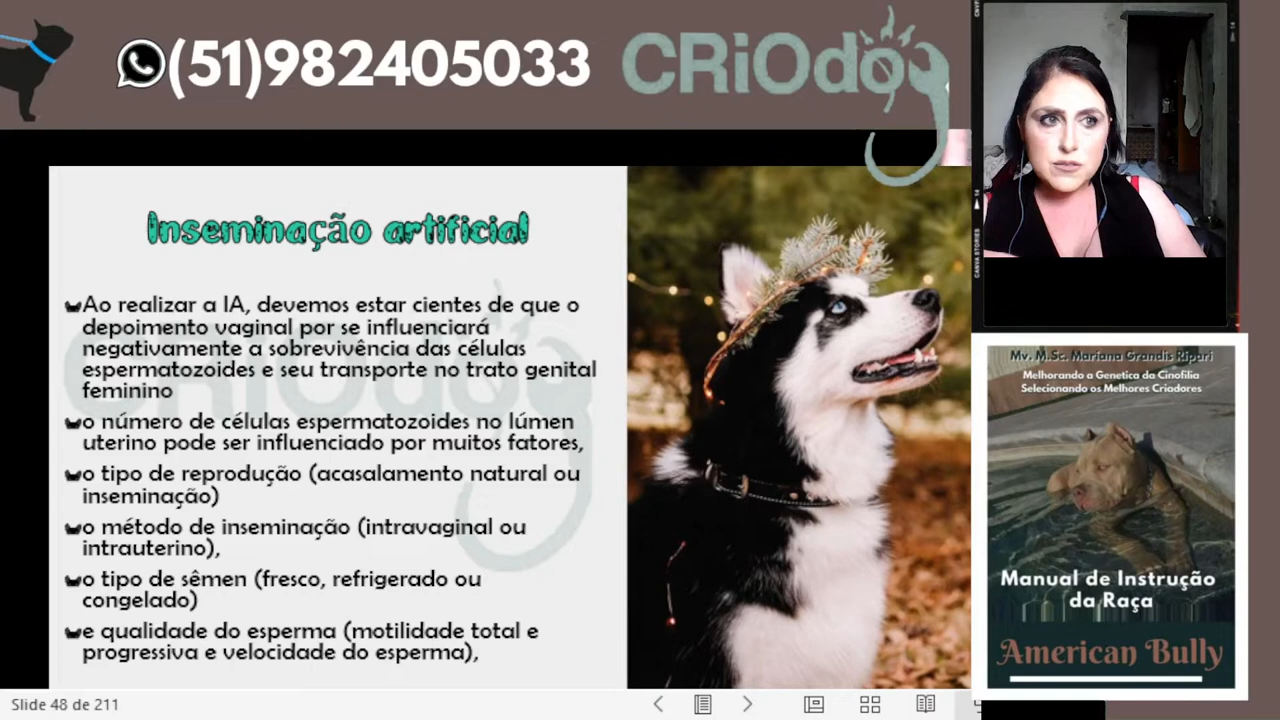 (51)982405033
CRiOdog
Inseminação artificial
Ao realizar a IA, devemos estar cientes de que o
depoimento vaginal por se influenciará
negativamente a sobrevivência das células
espermatozoides e seu transporte no trato genital
feminino
o número de células espermatozoides no lúmen
uterino pode ser influenciado por muitos fatores,
o tipo de reprodução (acasalamento natural ou
inseminação)
o método de inseminação (intravaginal ou
intrauterino),
o tipo de sêmen (fresco, refrigerado ou
congelado)
e qualidade do esperma (motilidade total e
progressiva e velocidade do esperma),
Slide 48 de 211
CANVA STORIES
14
Mv. M.Sc. Mariana Grandis Ripari
Melhorando a Genetica da Cinofilia
Selecionando os Melhores Criadores
Manual de Instrução
da Raça
American Bully